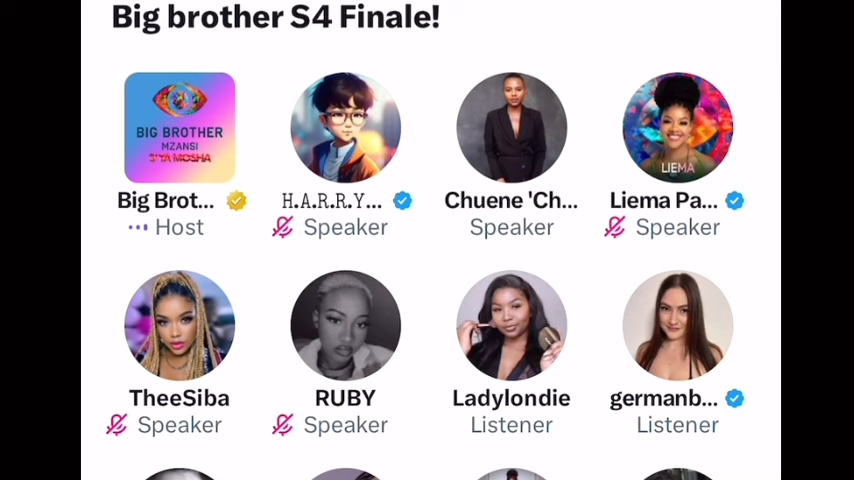 Big brother S4 Finale!
BIG BROTHER
MZANSI
S'YA MOSHA
LIEMA
Big Brot... H.A.R.R.Y... Chuene 'Ch... Liema Pa...
Host Speaker Speaker Speaker
TheeSiba RUBY Ladylondie germanb...
Speaker Speaker Listener Listener